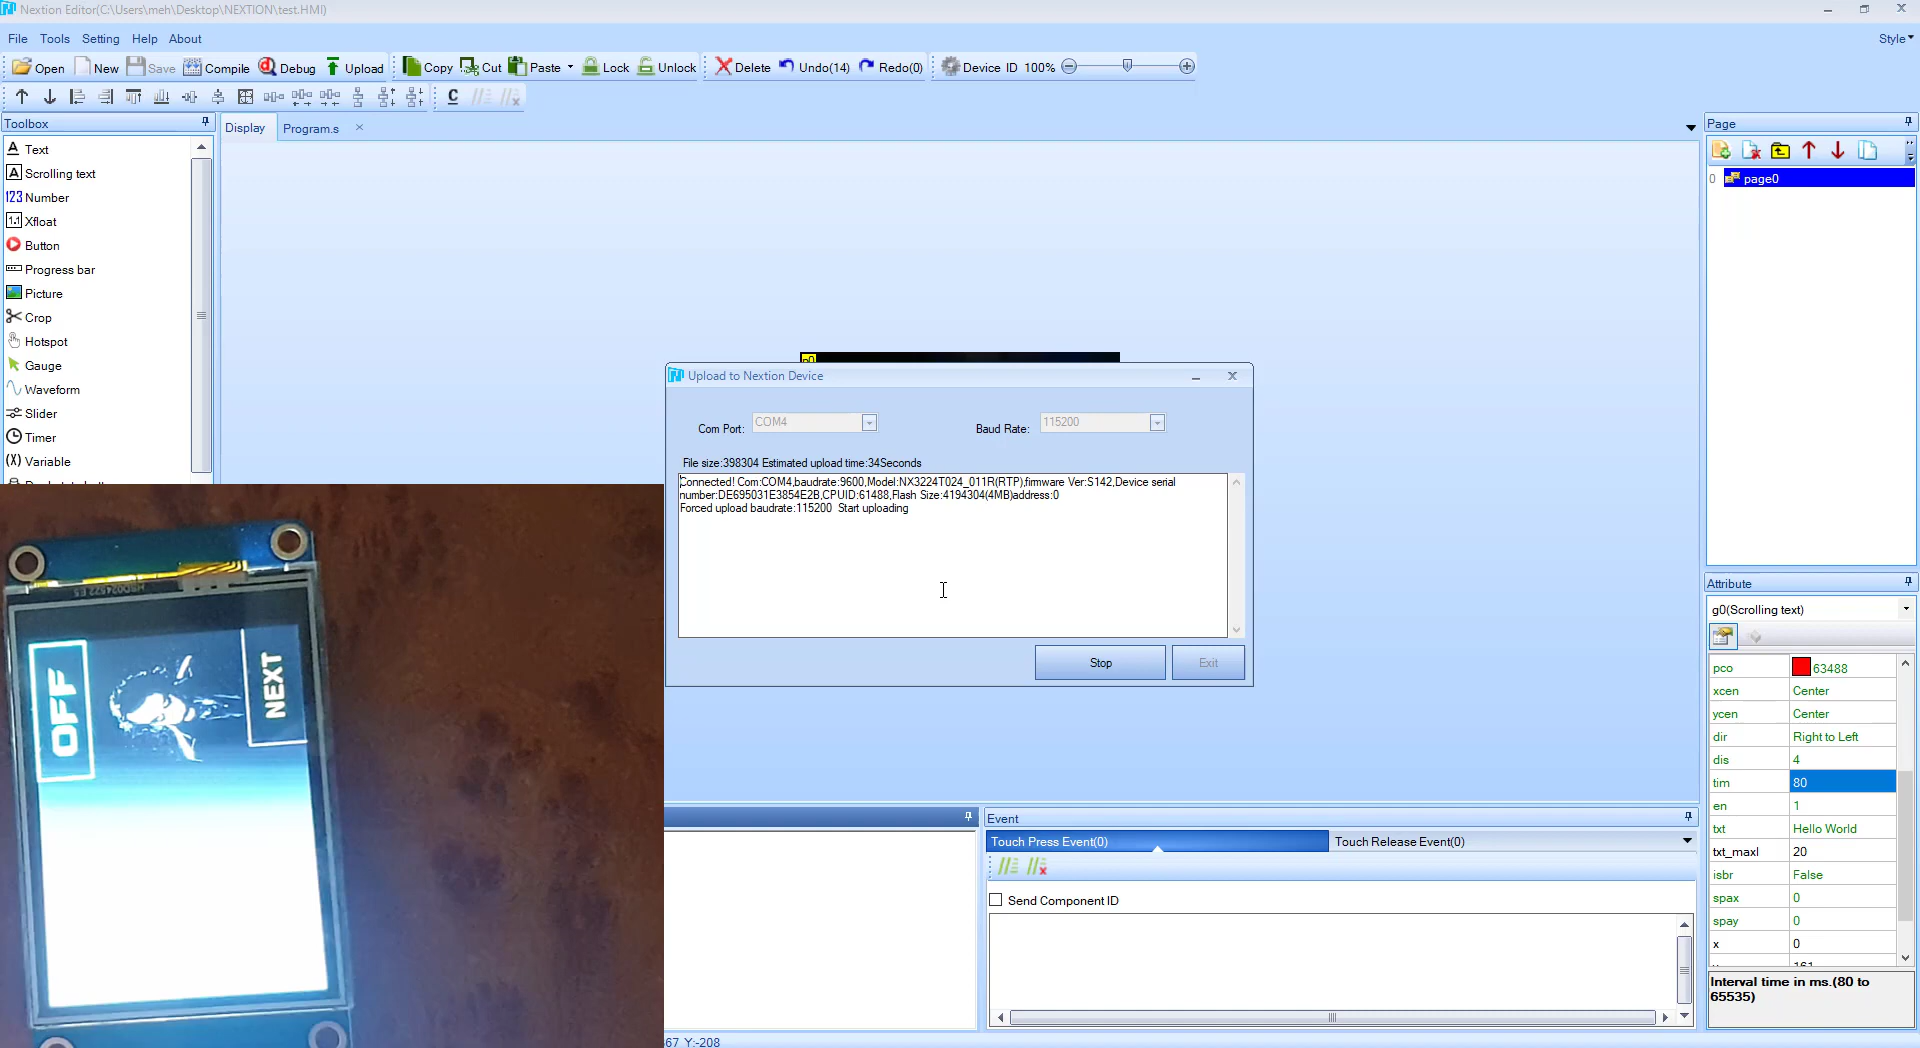 Nextion Editor(C:\Users\meh\Desktop\NEXTION\test.HMI)
File Tools Setting Help About Style
Open New Save Compile Debug Upload Copy Cut Paste Lock Unlock Delete Undo(14) Redo(0) Device ID 100%
Toolbox
Text
Scrolling text
Number
Xfloat
Button
Progress bar
Picture
Crop
Hotspot
Gauge
Waveform
Slider
Timer
Variable
Display Program.s
g0
Upload to Nextion Device
Com Port: COM4 Baud Rate: 115200
File size:398304 Estimated upload time:34Seconds
Connected! Com:COM4,baudrate:9600,Model:NX3224T024_011R(RTP),firmware Ver:S142,Device serial
number:DE695031E3854E2B,CPUID:61488,Flash Size:4194304(4MB)address:0
Forced upload baudrate:115200 Start uploading
Stop Exit
Page
0 page0
Attribute
g0(Scrolling text)
pco 63488
xcen Center
ycen Center
dir Right to Left
dis 4
tim 80
en 1
txt Hello World
txt_maxl 20
isbr False
spax 0
spay 0
x 0
Interval time in ms.(80 to
65535)
Event
Touch Press Event(0) Touch Release Event(0)
Send Component ID
67 Y:-208
OFF
NEXT